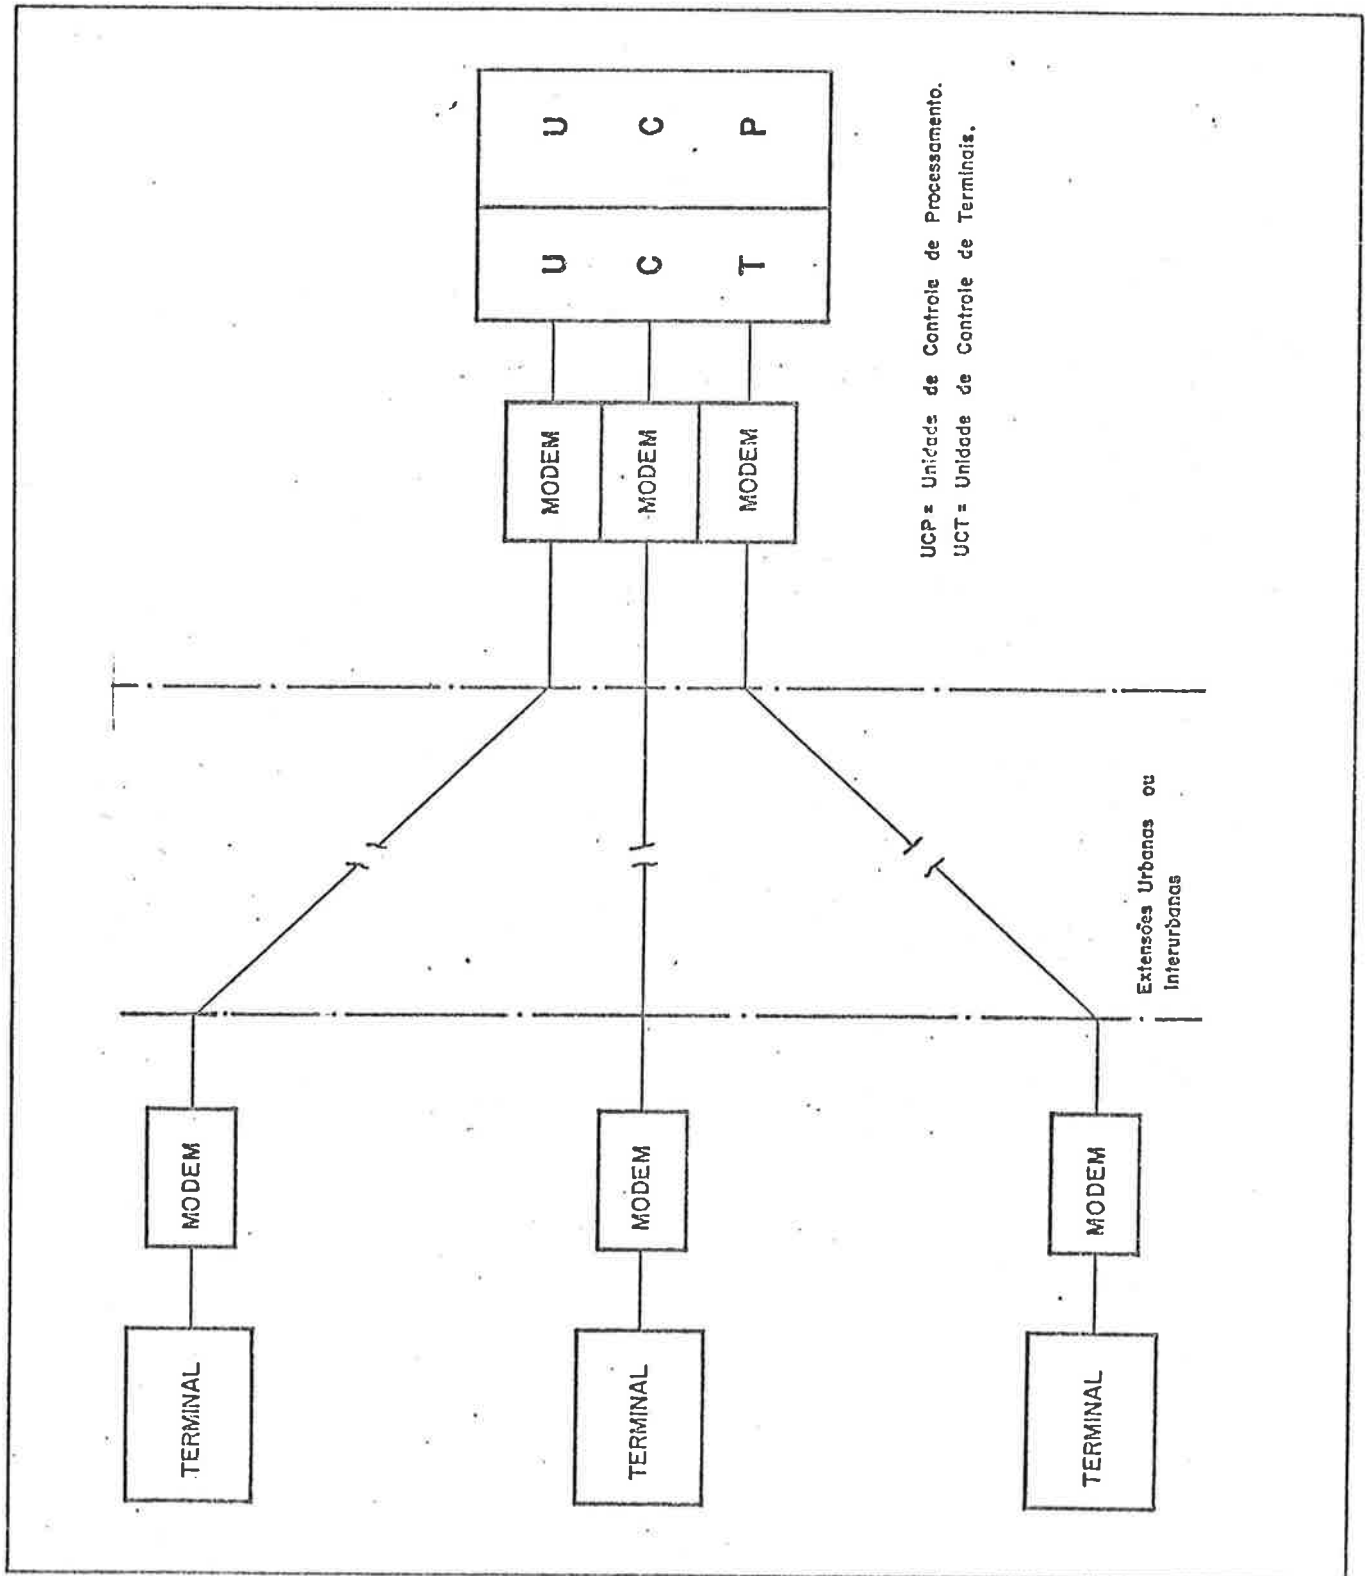 TERMINAL
MODEM
TERMINAL
MODEM
TERMINAL
MODEM
Extensões Urbanas ou
Interurbanas
MODEM
MODEM
MODEM
U
C
T
U
C
P
UCP = Unidade de Controle de Processamento.
UCT = Unidade de Controle de Terminais.